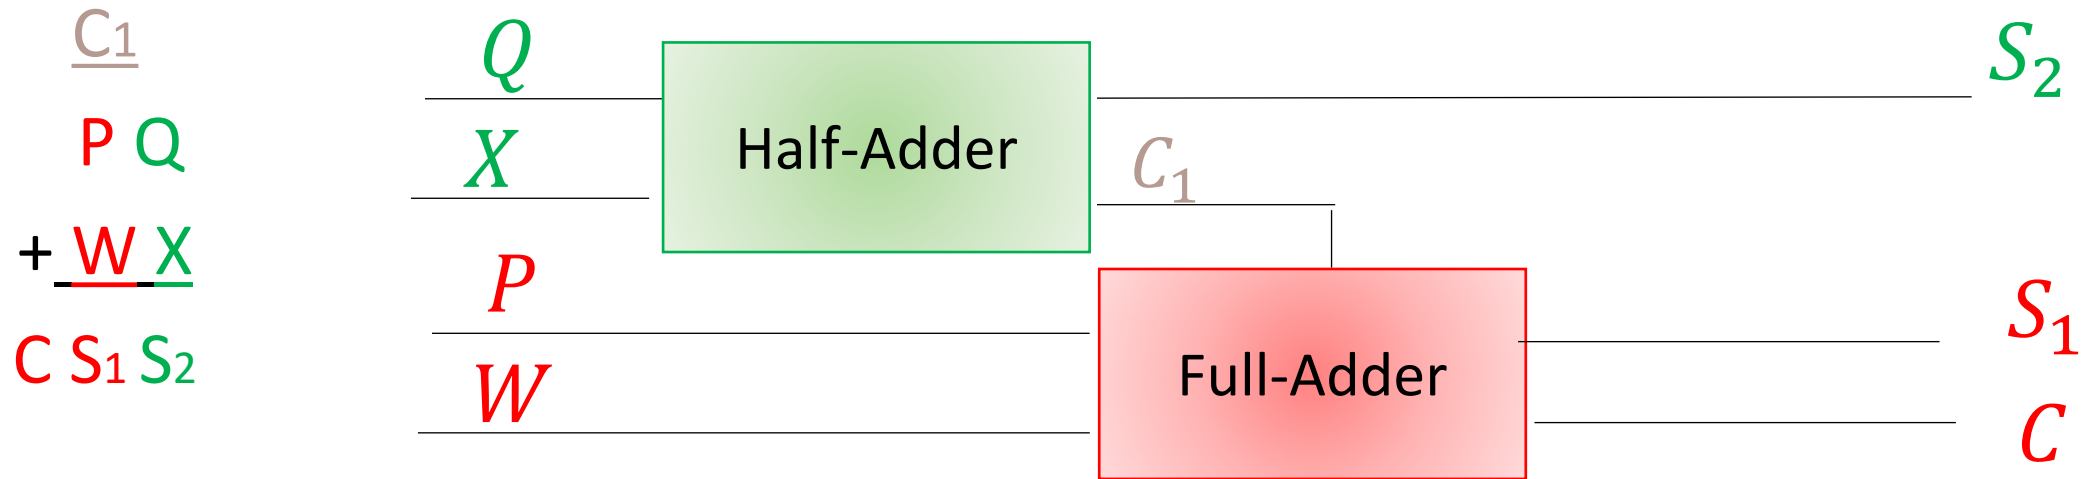 C1
P Q
+ W X
C S1 S2
Q
X
P
W
Half-Adder
C₁
Full-Adder
S₂
S₁
C